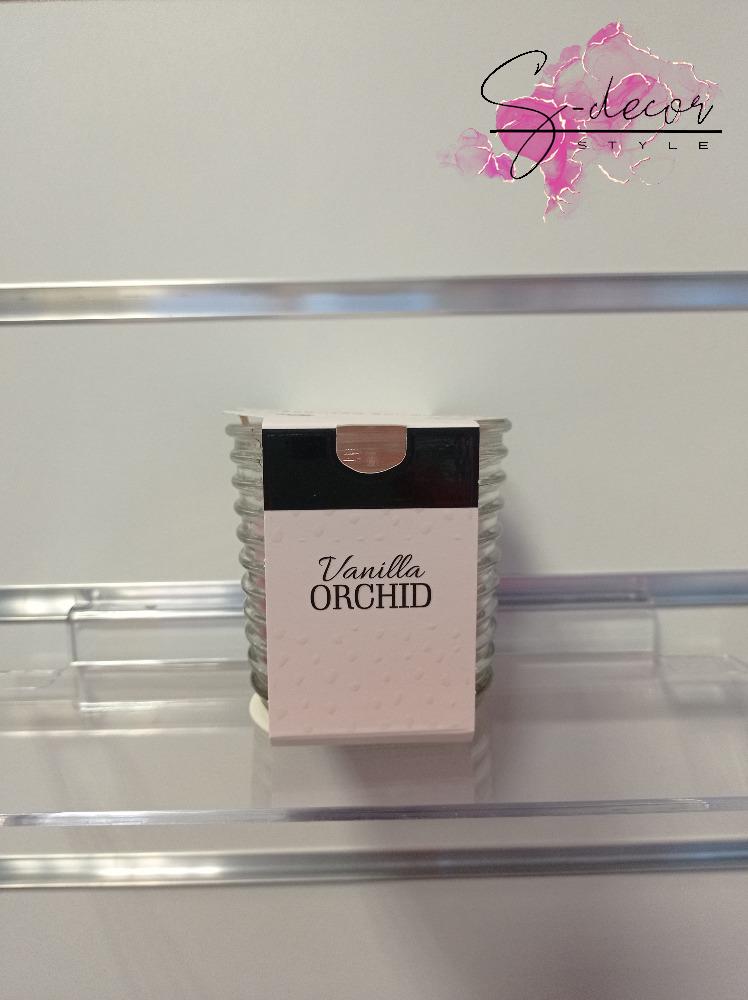 S-decor
STYLE
Vanilla
ORCHID